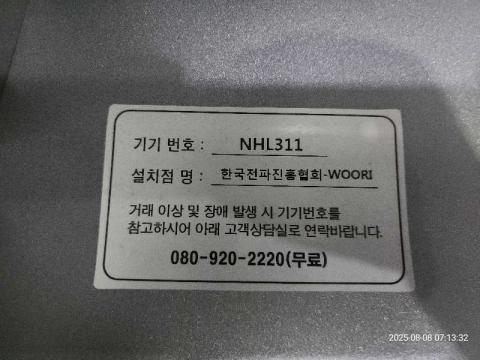 기기 번호 : NHL311
설치점 명 : 한국전파진흥협회-WOORI
거래 이상 및 장애 발생 시 기기번호를
참고하시어 아래 고객상담실로 연락바랍니다.
080-920-2220(무료)
2025-08-08 07:13:32